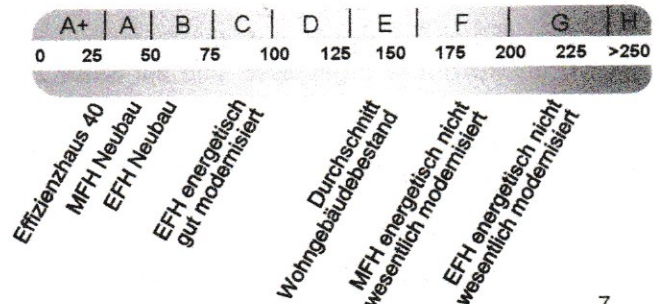 A+ A B C D E F G H
0 25 50 75 100 125 150 175 200 225 >250
Effizienzhaus 40
MFH Neubau
EFH Neubau
EFH energetisch
gut modernisiert
Durchschnitt
Wohngebäudebestand
MFH energetisch nicht
wesentlich modernisiert
EFH energetisch nicht
wesentlich modernisiert
7